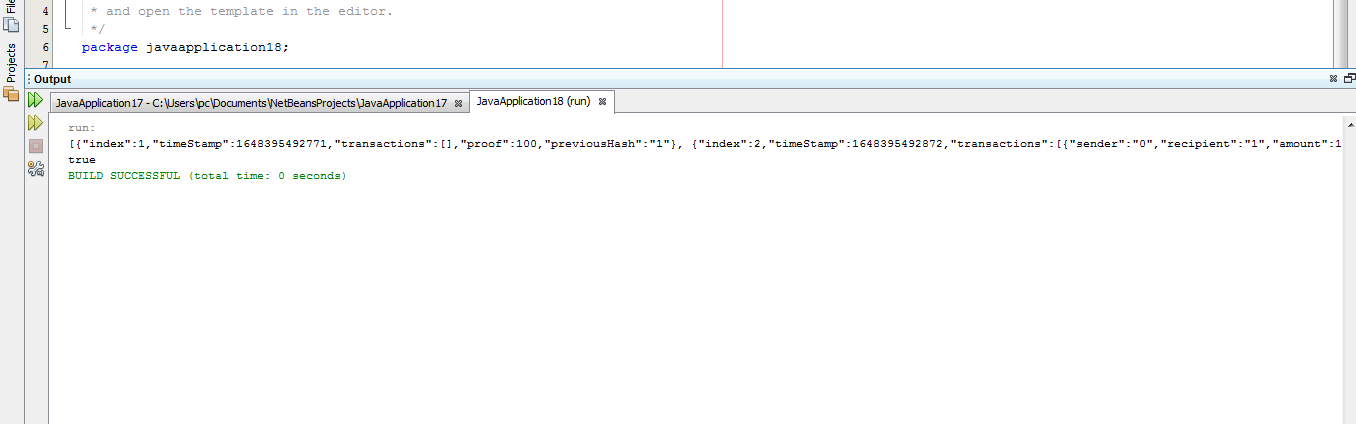 File
Projects
4 * and open the template in the editor.
5 */
6 package javaapplication18;
7
Output
JavaApplication17 - C:\Users\pc\Documents\NetBeansProjects\JavaApplication17
JavaApplication18 (run)
run:
[{"index":1,"timeStamp":1648395492771,"transactions":[],"proof":100,"previousHash":"1"}, {"index":2,"timeStamp":1648395492872,"transactions":[{"sender":"0","recipient":"1","amount":1
true
BUILD SUCCESSFUL (total time: 0 seconds)